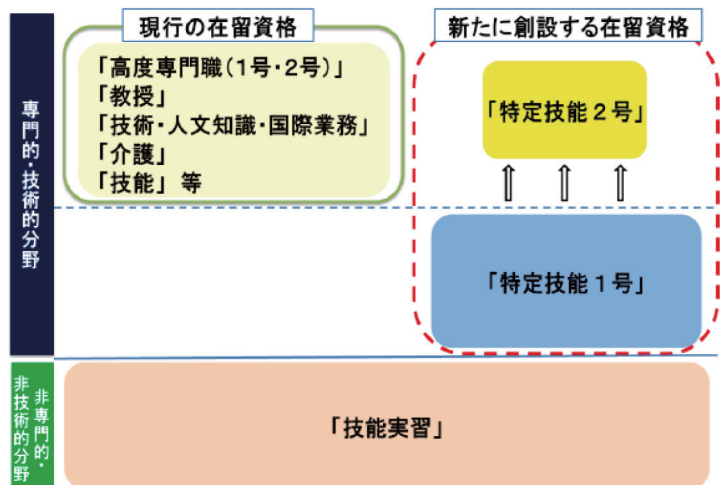 現行の在留資格
「高度専門職（1号・2号）」
「教授」
「技術・人文知識・国際業務」
「介護」
「技能」 等
新たに創設する在留資格
「特定技能２号」
「特定技能１号」
専門的・技術的分野
「技能実習」
非専門的・
非技術的分野